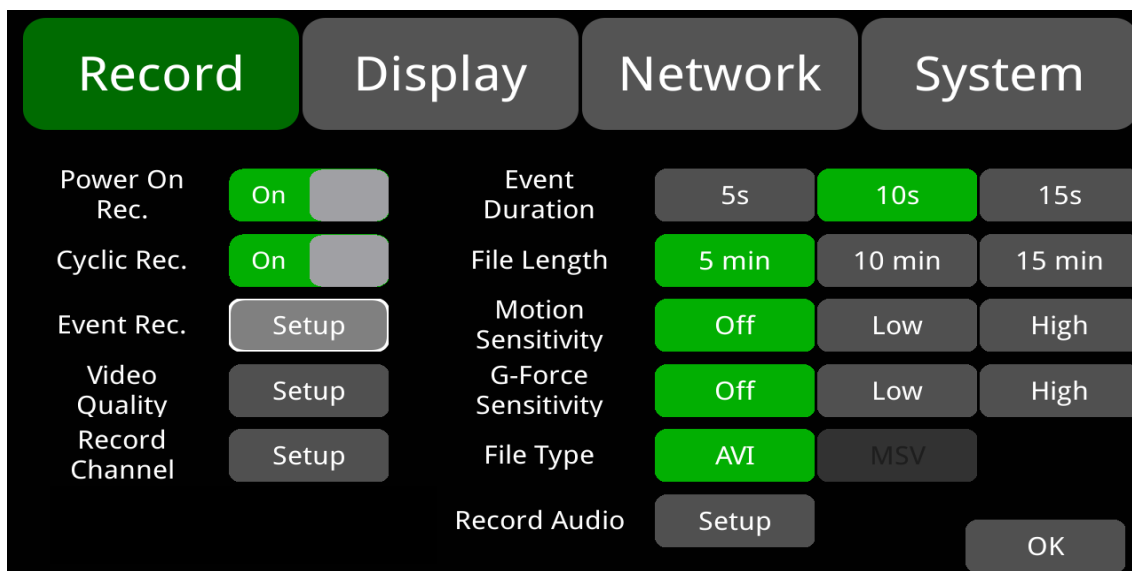 Record Display Network System
Power On
Rec.
On
Event
Duration
5s 10s 15s
Cyclic Rec. On
File Length 5 min 10 min 15 min
Event Rec. Setup
Motion
Sensitivity
Off Low High
Video
Quality
Setup
G-Force
Sensitivity
Off Low High
Record
Channel
Setup
File Type AVI MSV
Record Audio Setup
OK